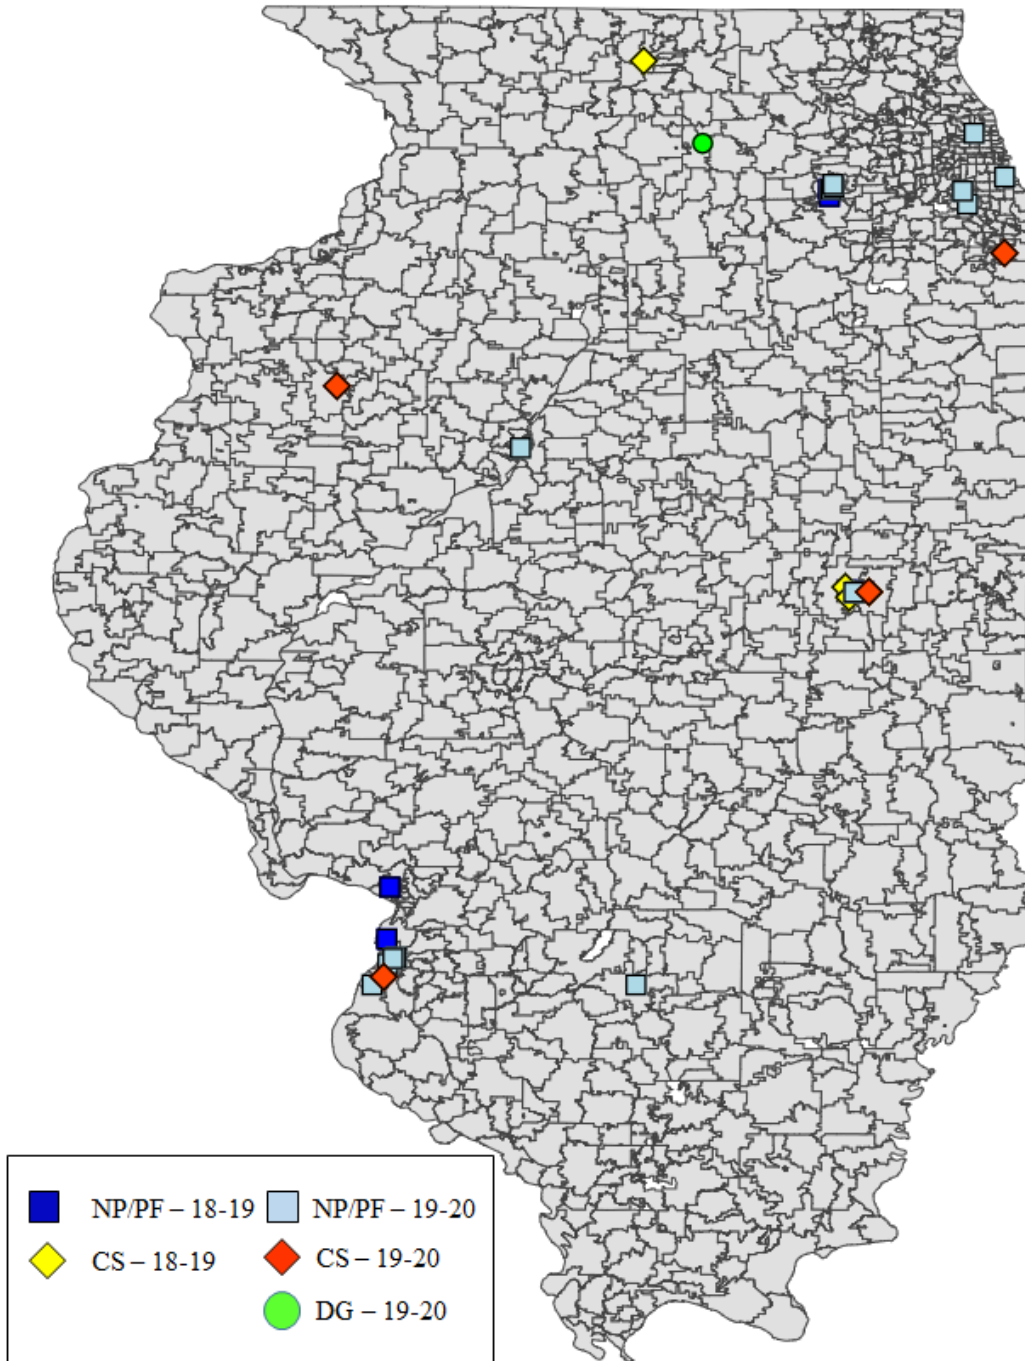 NP/PF – 18-19 NP/PF – 19-20
CS – 18-19 CS – 19-20
DG – 19-20